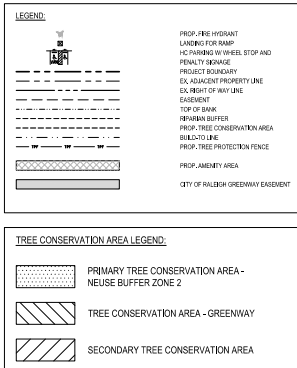 LEGEND:
PROP. FIRE HYDRANT
LANDING FOR RAMP
HC PARKING W/ WHEEL STOP AND
PENALTY SIGNAGE
PROJECT BOUNDARY
EX. ADJACENT PROPERTY LINE
EX. RIGHT OF WAY LINE
EASEMENT
TOP OF BANK
RIPARIAN BUFFER
PROP. TREE CONSERVATION AREA
BUILD-TO LINE
TPF TPF TPF PROP. TREE PROTECTION FENCE
PROP. AMENITY AREA
CITY OF RALEIGH GREENWAY EASEMENT
TREE CONSERVATION AREA LEGEND:
PRIMARY TREE CONSERVATION AREA -
NEUSE BUFFER ZONE 2
TREE CONSERVATION AREA - GREENWAY
SECONDARY TREE CONSERVATION AREA